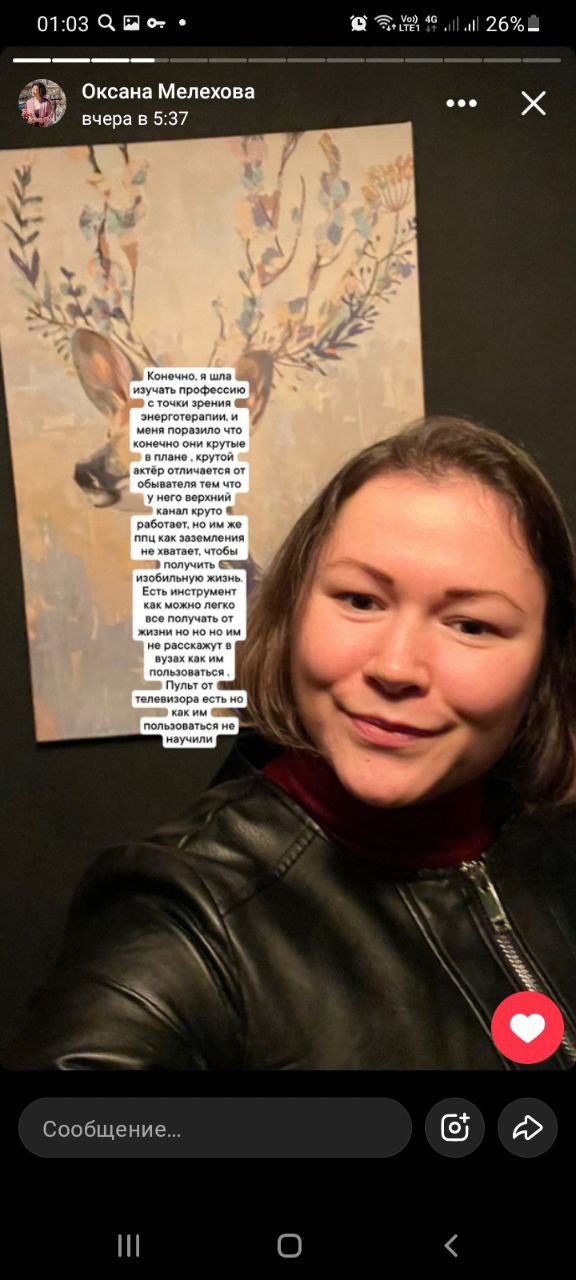 01:03
Vo)) 4G
LTE1
26%
Оксана Мелехова
вчера в 5:37
Конечно, я шла
изучать профессию
с точки зрения
энерготерапии, и
меня поразило что
конечно они крутые
в плане , крутой
актёр отличается от
обывателя тем что
у него верхний
канал круто
работает, но им же
ппц как заземления
не хватает, чтобы
получить
изобильную жизнь.
Есть инструмент
как можно легко
все получать от
жизни но но но им
не расскажут в
вузах как им
пользоваться .
Пульт от
телевизора есть но
как им
пользоваться не
научили
Сообщение...